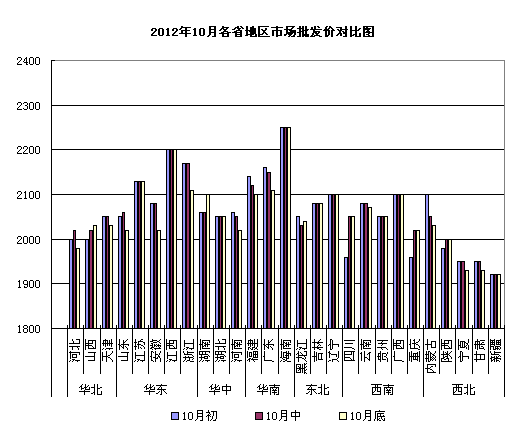 2012年10月各省地区市场批发价对比图
2400
2300
2200
2100
2000
1900
1800
河北 山西 天津 山东 江苏 安徽 江西 浙江 湖南 湖北 河南 福建 广东 海南 黑龙江 吉林 辽宁 四川 云南 贵州 广西 重庆 内蒙古 陕西 宁夏 甘肃 新疆
华北 华东 华中 华南 东北 西南 西北
10月初 10月中 10月底